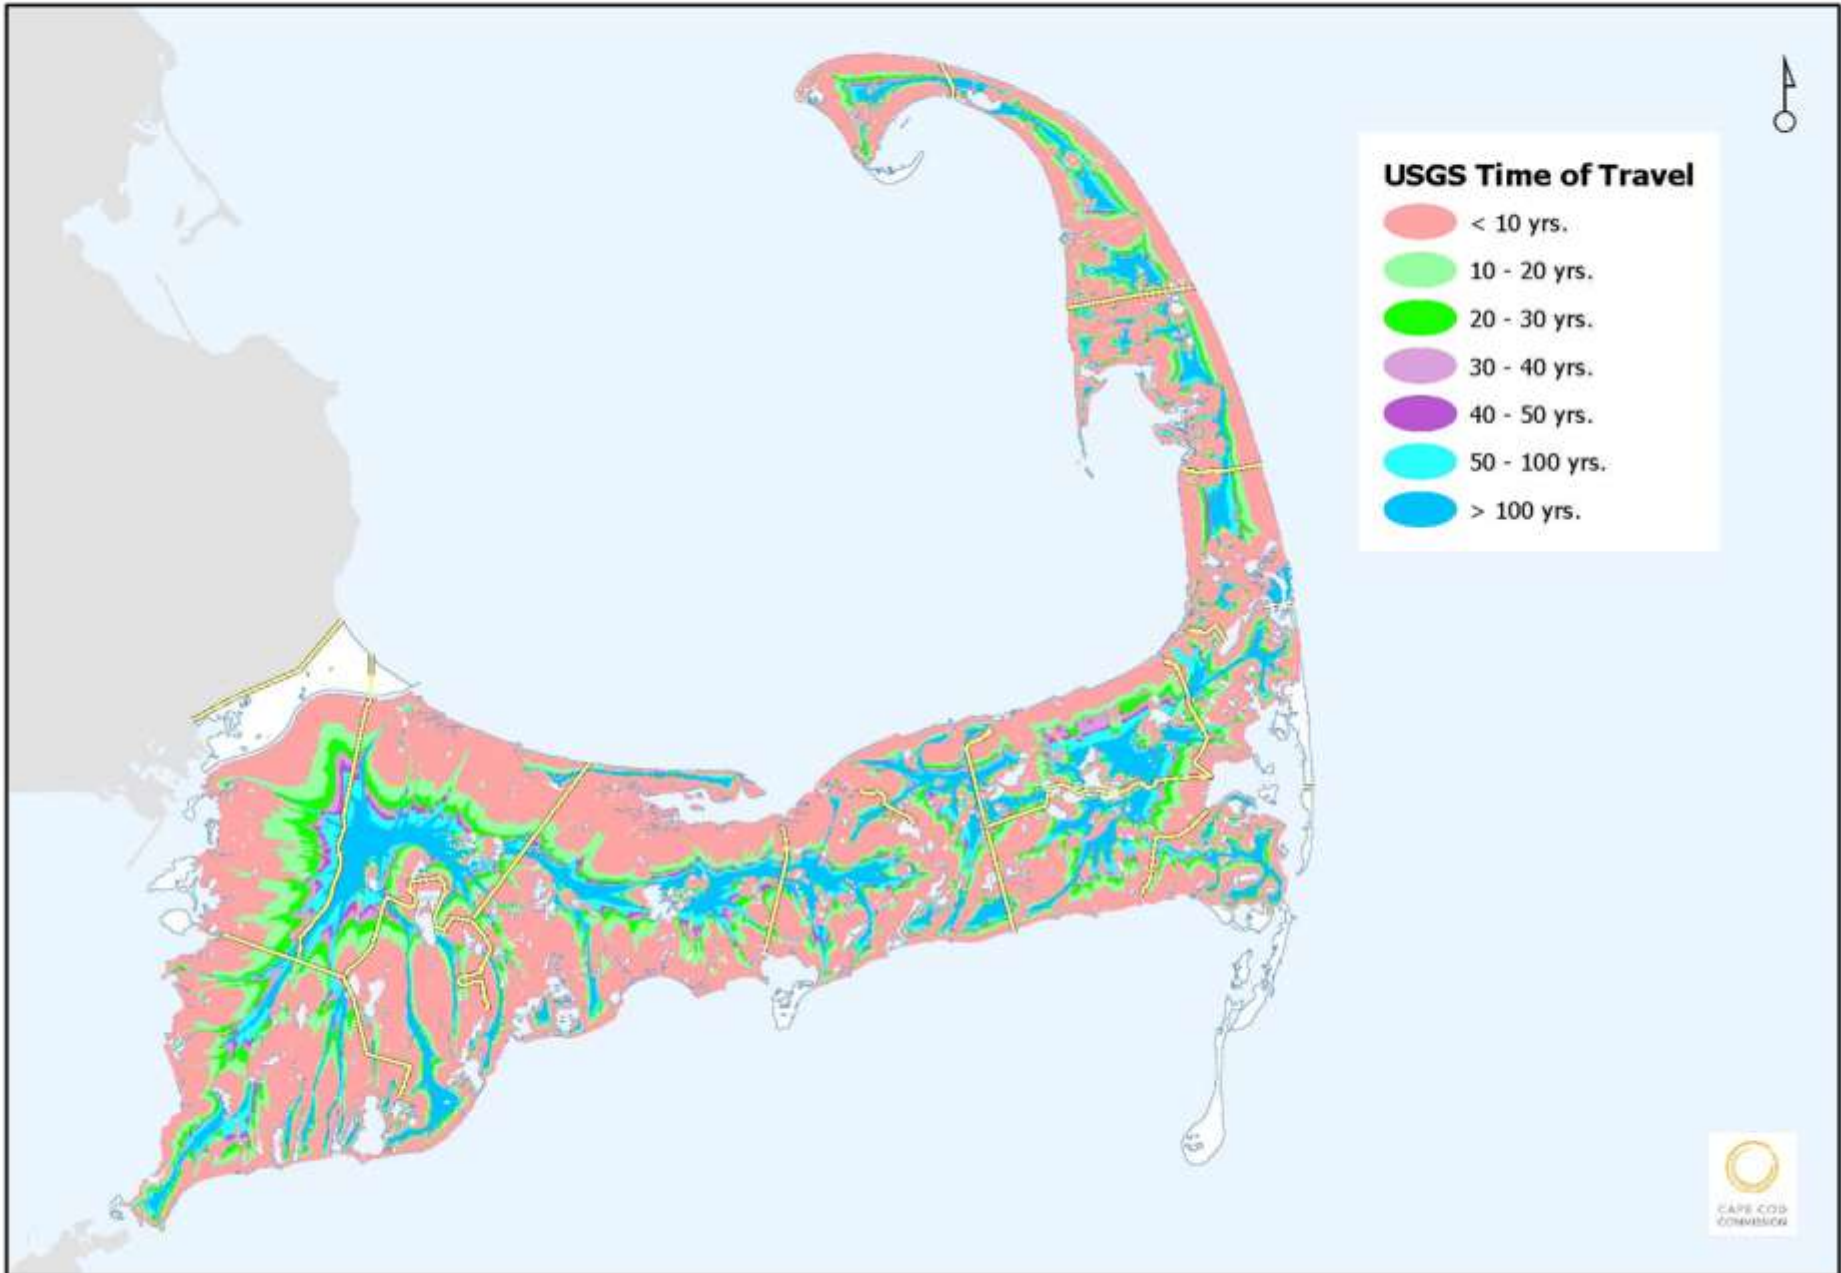 USGS Time of Travel
< 10 yrs.
10 - 20 yrs.
20 - 30 yrs.
30 - 40 yrs.
40 - 50 yrs.
50 - 100 yrs.
> 100 yrs.
CAPE COD
COMMISSION